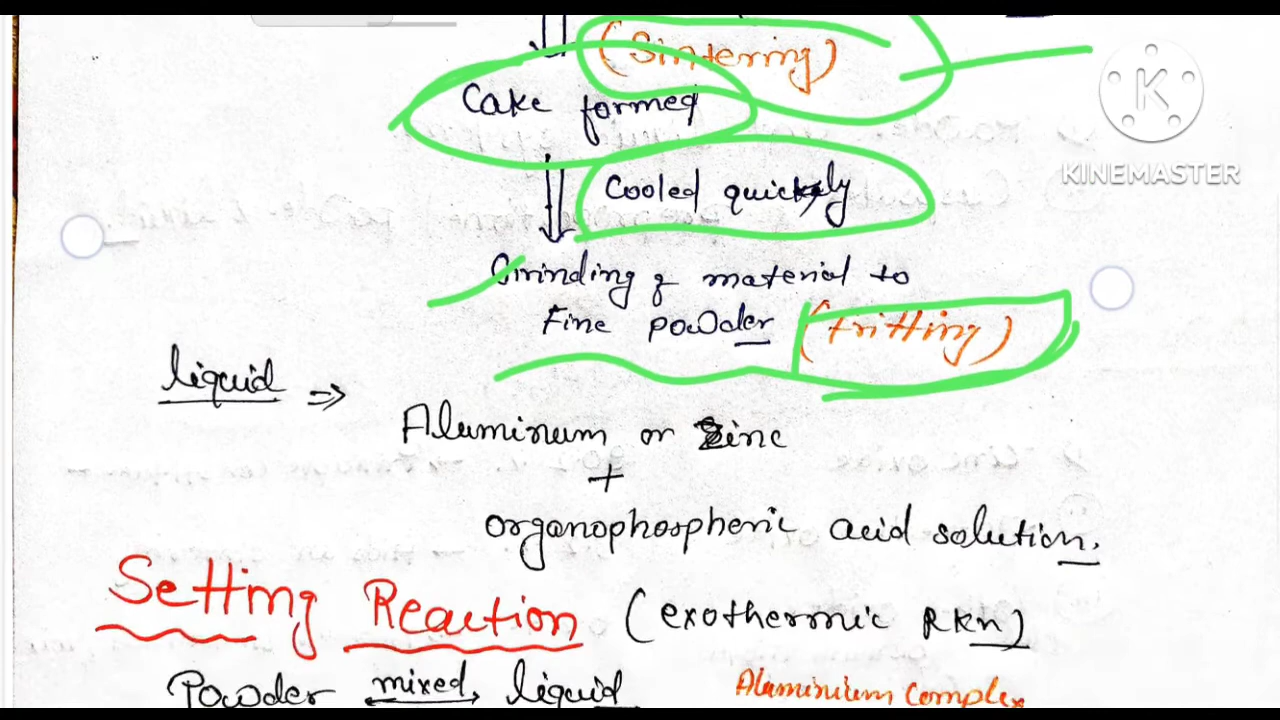 (Sintering)
Cake formed
K
KINEMASTER
Cooled quickly
Grinding of material to
Fine powder (fritting)
liquid ⇒
Aluminum or Zinc
+
organophospheric acid solution.
Setting Reaction (exothermic Rxn)
Powder mixed, liquid
Aluminium Complex